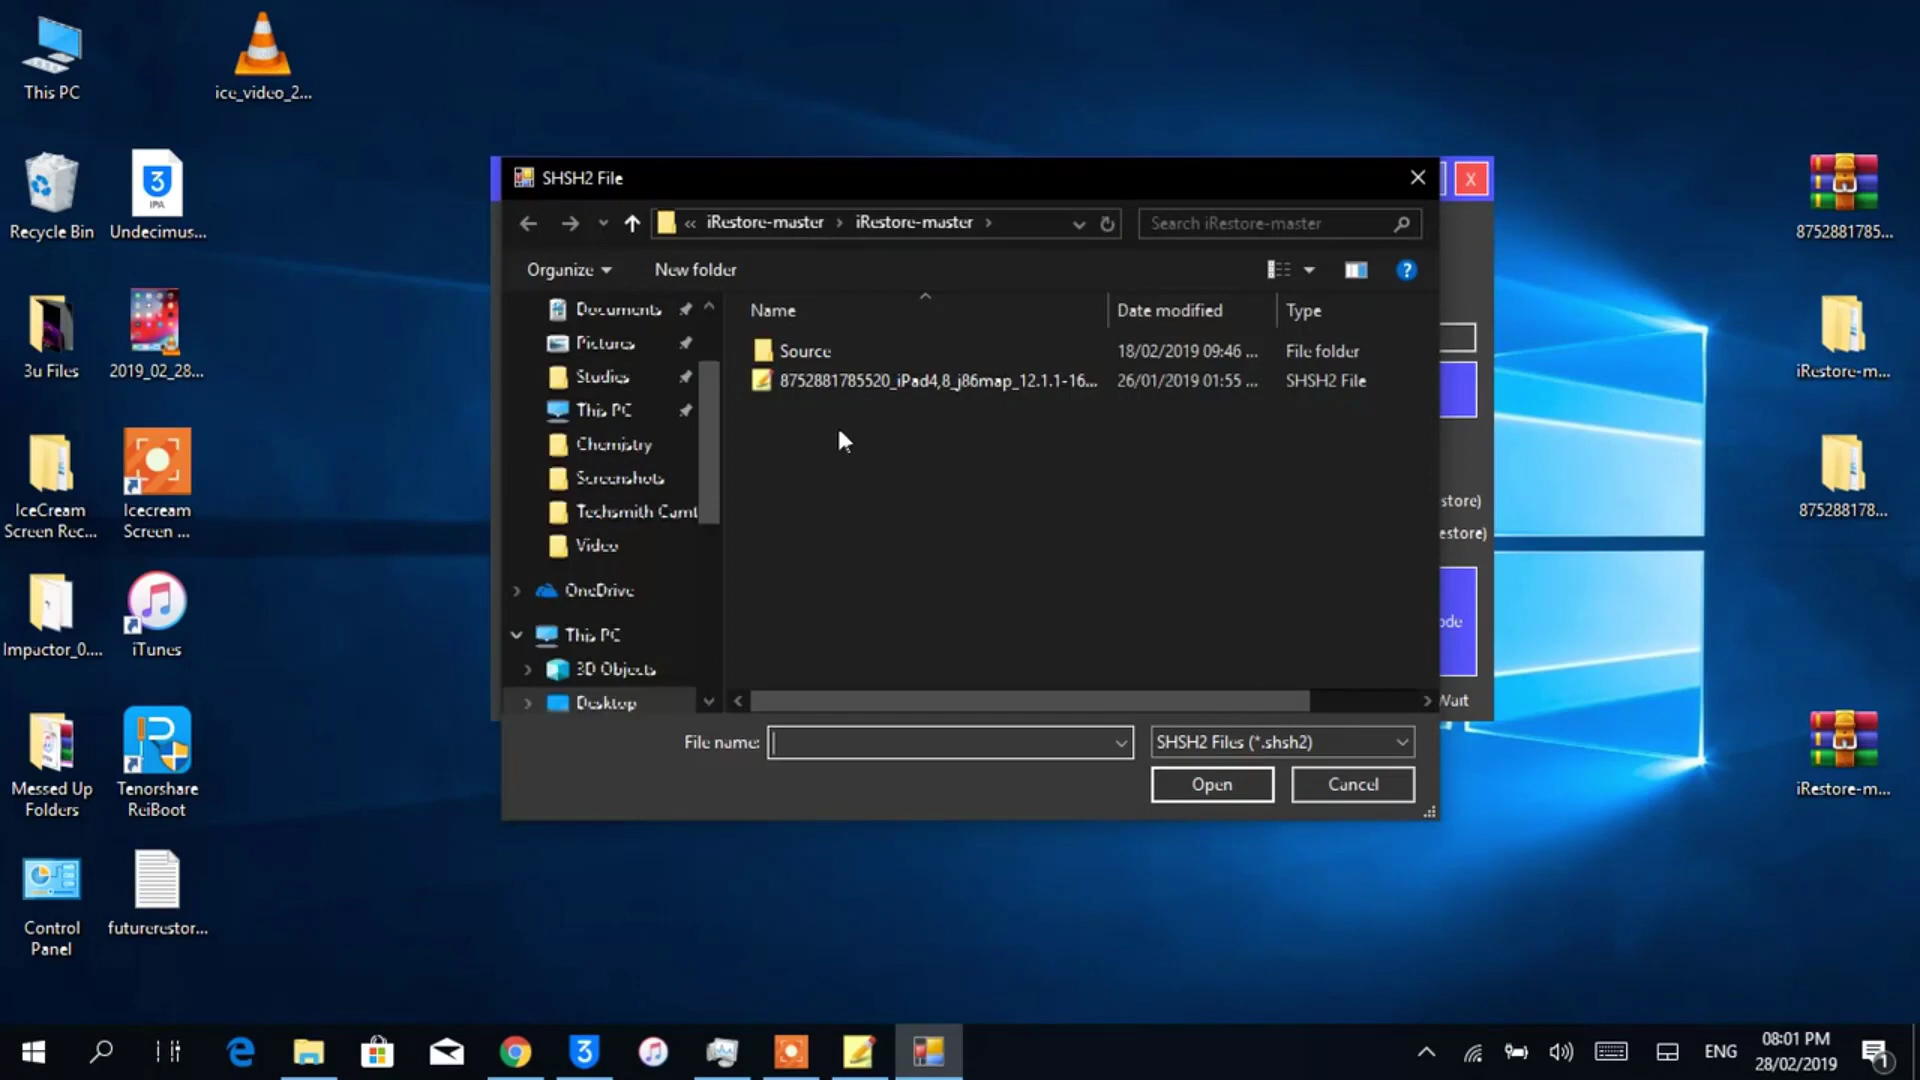 This PC
ice_video_2...
Recycle Bin
Undecimus...
3
IPA
3u Files
2019_02_28...
IceCream
Screen Rec...
Icecream
Screen ...
Impactor_0....
iTunes
Messed Up
Folders
Tenorshare
ReiBoot
Control
Panel
futurerestor...
SHSH2 File
X
« iRestore-master › iRestore-master ›
Search iRestore-master
Organize
New folder
?
Documents
Pictures
Studies
This PC
Chemistry
Screenshots
Techsmith Camt
Video
OneDrive
This PC
3D Objects
Desktop
Name
Date modified
Type
Source
18/02/2019 09:46 ...
File folder
8752881785520_iPad4,8_j86map_12.1.1-16...
26/01/2019 01:55 ...
SHSH2 File
File name:
SHSH2 Files (*.shsh2)
Open
Cancel
store)
estore)
ode
Wait
8752881785...
iRestore-m...
875288178...
iRestore-m...
3
ENG
08:01 PM
28/02/2019
1